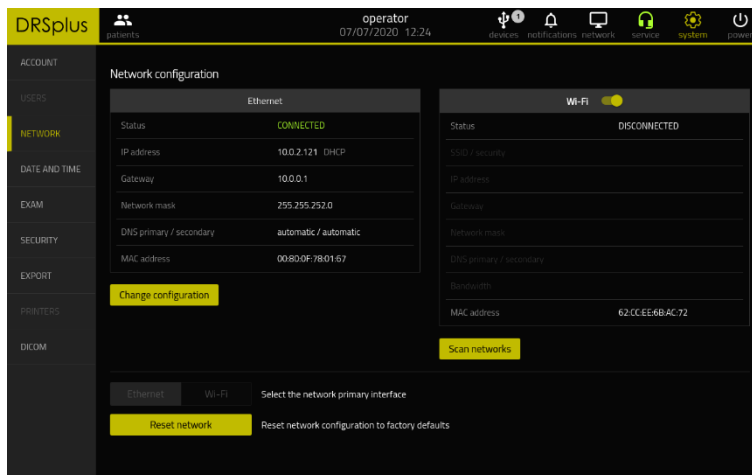 DRSplus
patients
operator
07/07/2020 12:24
1
devices notifications network service system power
ACCOUNT
USERS
NETWORK
DATE AND TIME
EXAM
SECURITY
EXPORT
PRINTERS
DICOM
Network configuration
Ethernet
Status CONNECTED
IP address 10.0.2.121 DHCP
Gateway 10.0.0.1
Network mask 255.255.252.0
DNS primary / secondary automatic / automatic
MAC address 00:80:0F:78:01:67
Change configuration
Wi-Fi
Status DISCONNECTED
SSID / security
IP address
Gateway
Network mask
DNS primary / secondary
Bandwidth
MAC address 62:CC:EE:6B:AC:72
Scan networks
Ethernet Wi-Fi Select the network primary interface
Reset network Reset network configuration to factory defaults